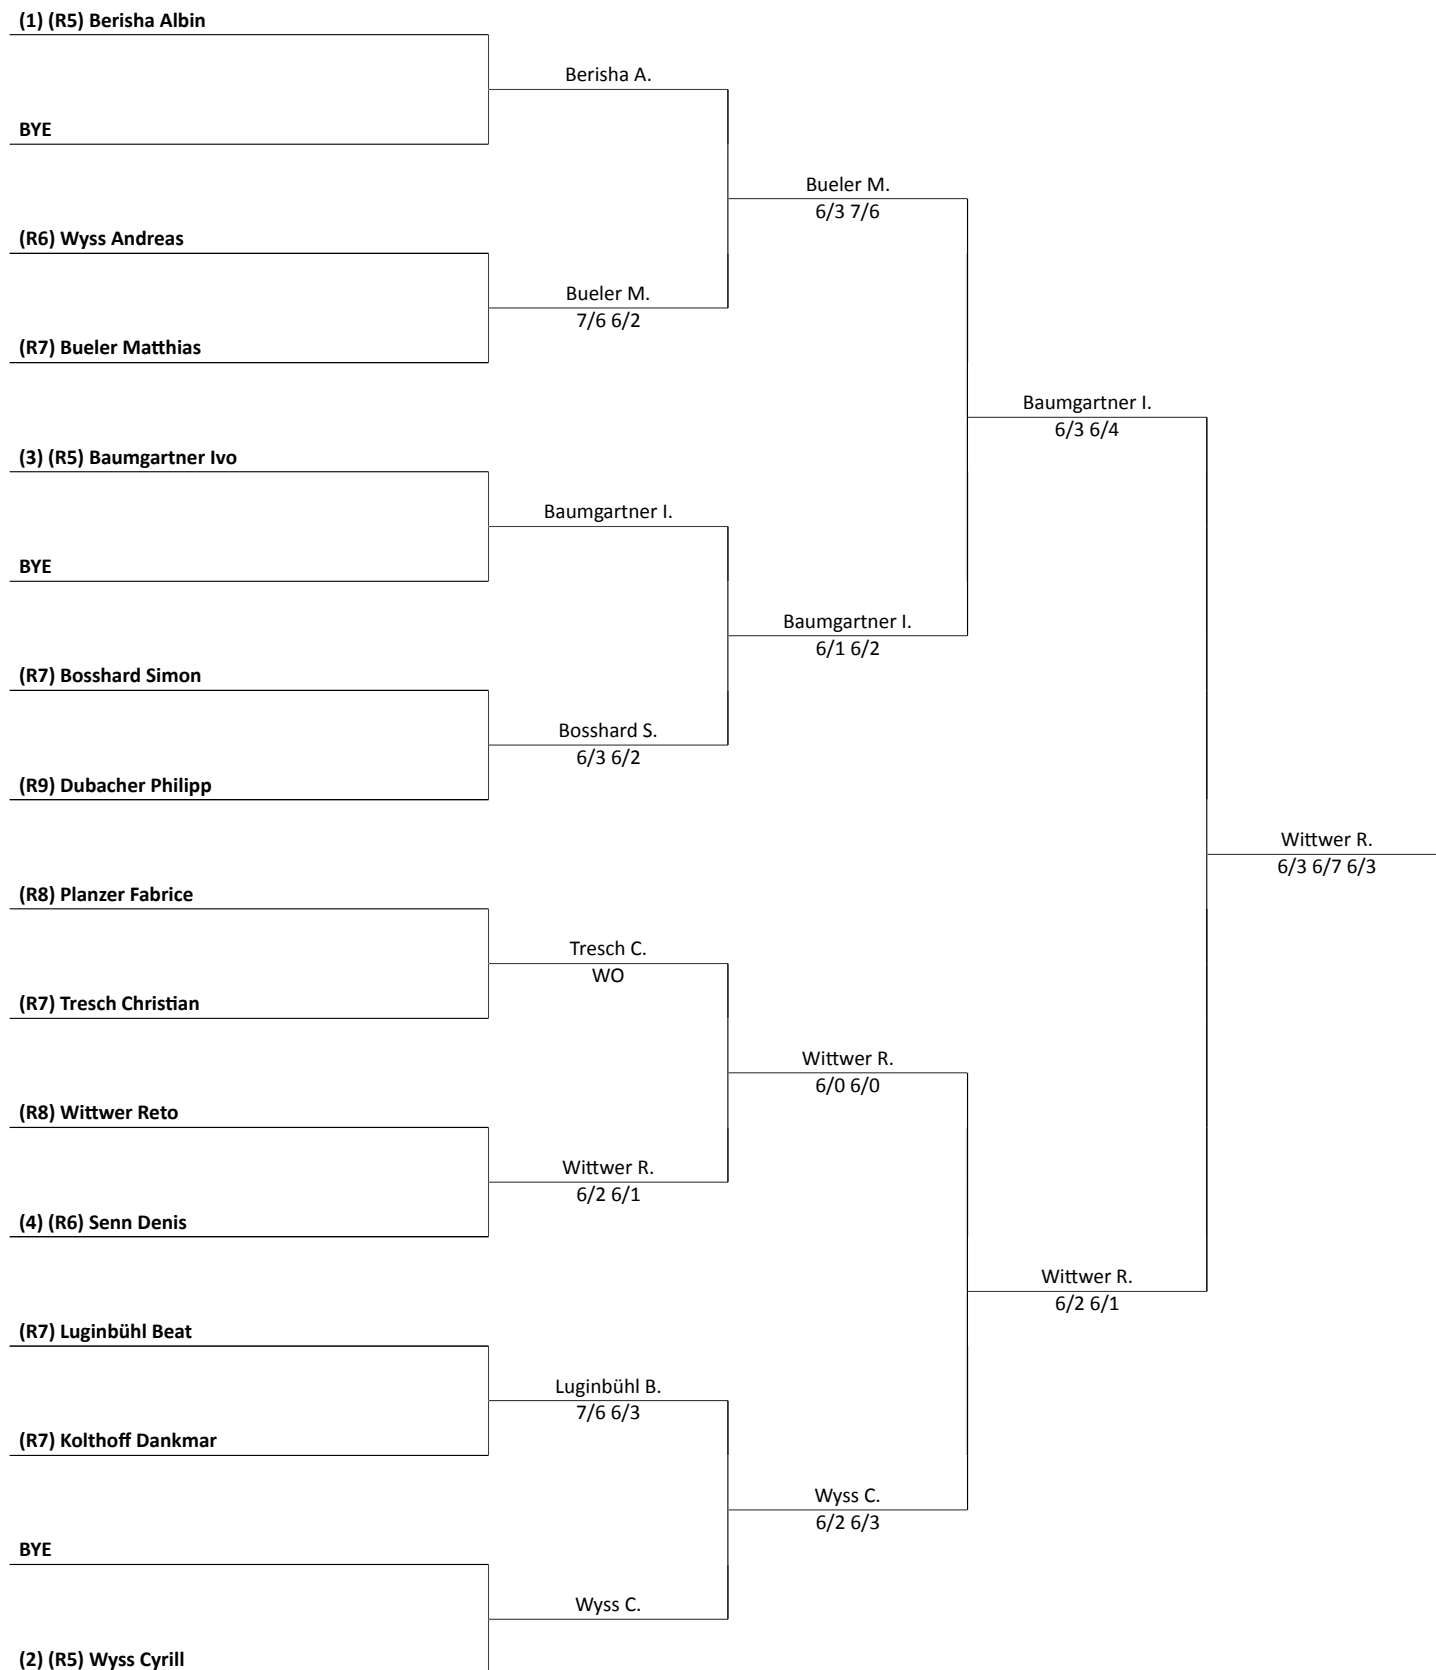 (1) (R5) Berisha Albin
Berisha A.
BYE
Bueler M.
6/3 7/6
(R6) Wyss Andreas
Bueler M.
7/6 6/2
(R7) Bueler Matthias
Baumgartner I.
6/3 6/4
(3) (R5) Baumgartner Ivo
Baumgartner I.
BYE
Baumgartner I.
6/1 6/2
(R7) Bosshard Simon
Bosshard S.
6/3 6/2
(R9) Dubacher Philipp
Wittwer R.
6/3 6/7 6/3
(R8) Planzer Fabrice
Tresch C.
WO
(R7) Tresch Christian
Wittwer R.
6/0 6/0
(R8) Wittwer Reto
Wittwer R.
6/2 6/1
(4) (R6) Senn Denis
Wittwer R.
6/2 6/1
(R7) Luginbühl Beat
Luginbühl B.
7/6 6/3
(R7) Kolthoff Dankmar
Wyss C.
6/2 6/3
BYE
Wyss C.
(2) (R5) Wyss Cyrill